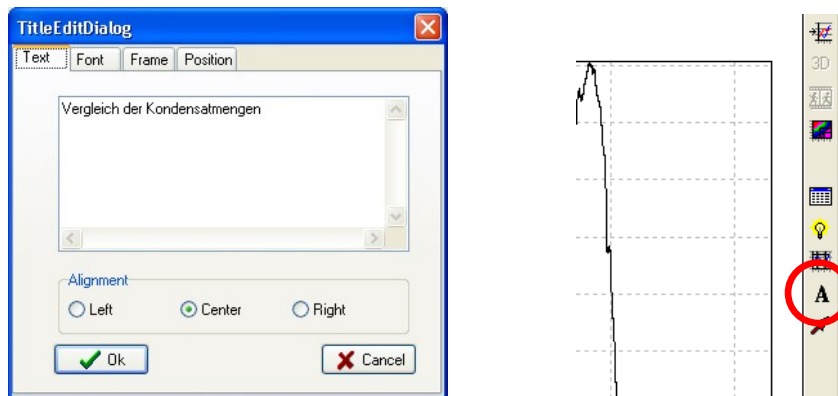 TitleEditDialog
Text Font Frame Position
Vergleich der Kondensatmengen
Alignment
Left Center Right
Ok Cancel
3D
A